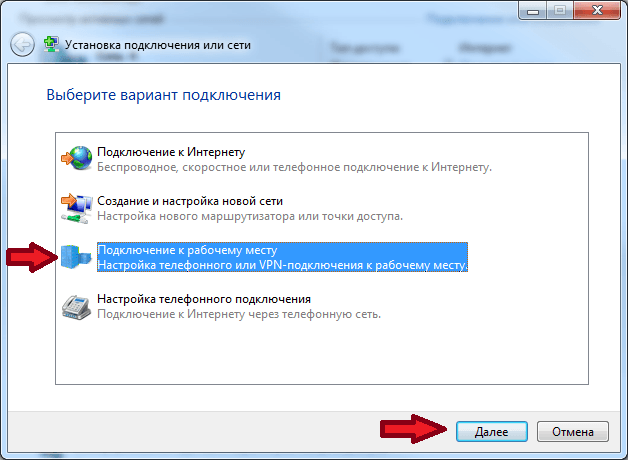 Установка подключения или сети
Выберите вариант подключения
Подключение к Интернету
Беспроводное, скоростное или телефонное подключение к Интернету.
Создание и настройка новой сети
Настройка нового маршрутизатора или точки доступа.
Подключение к рабочему месту
Настройка телефонного или VPN-подключения к рабочему месту.
Настройка телефонного подключения
Подключение к Интернету через телефонную сеть.
Далее
Отмена